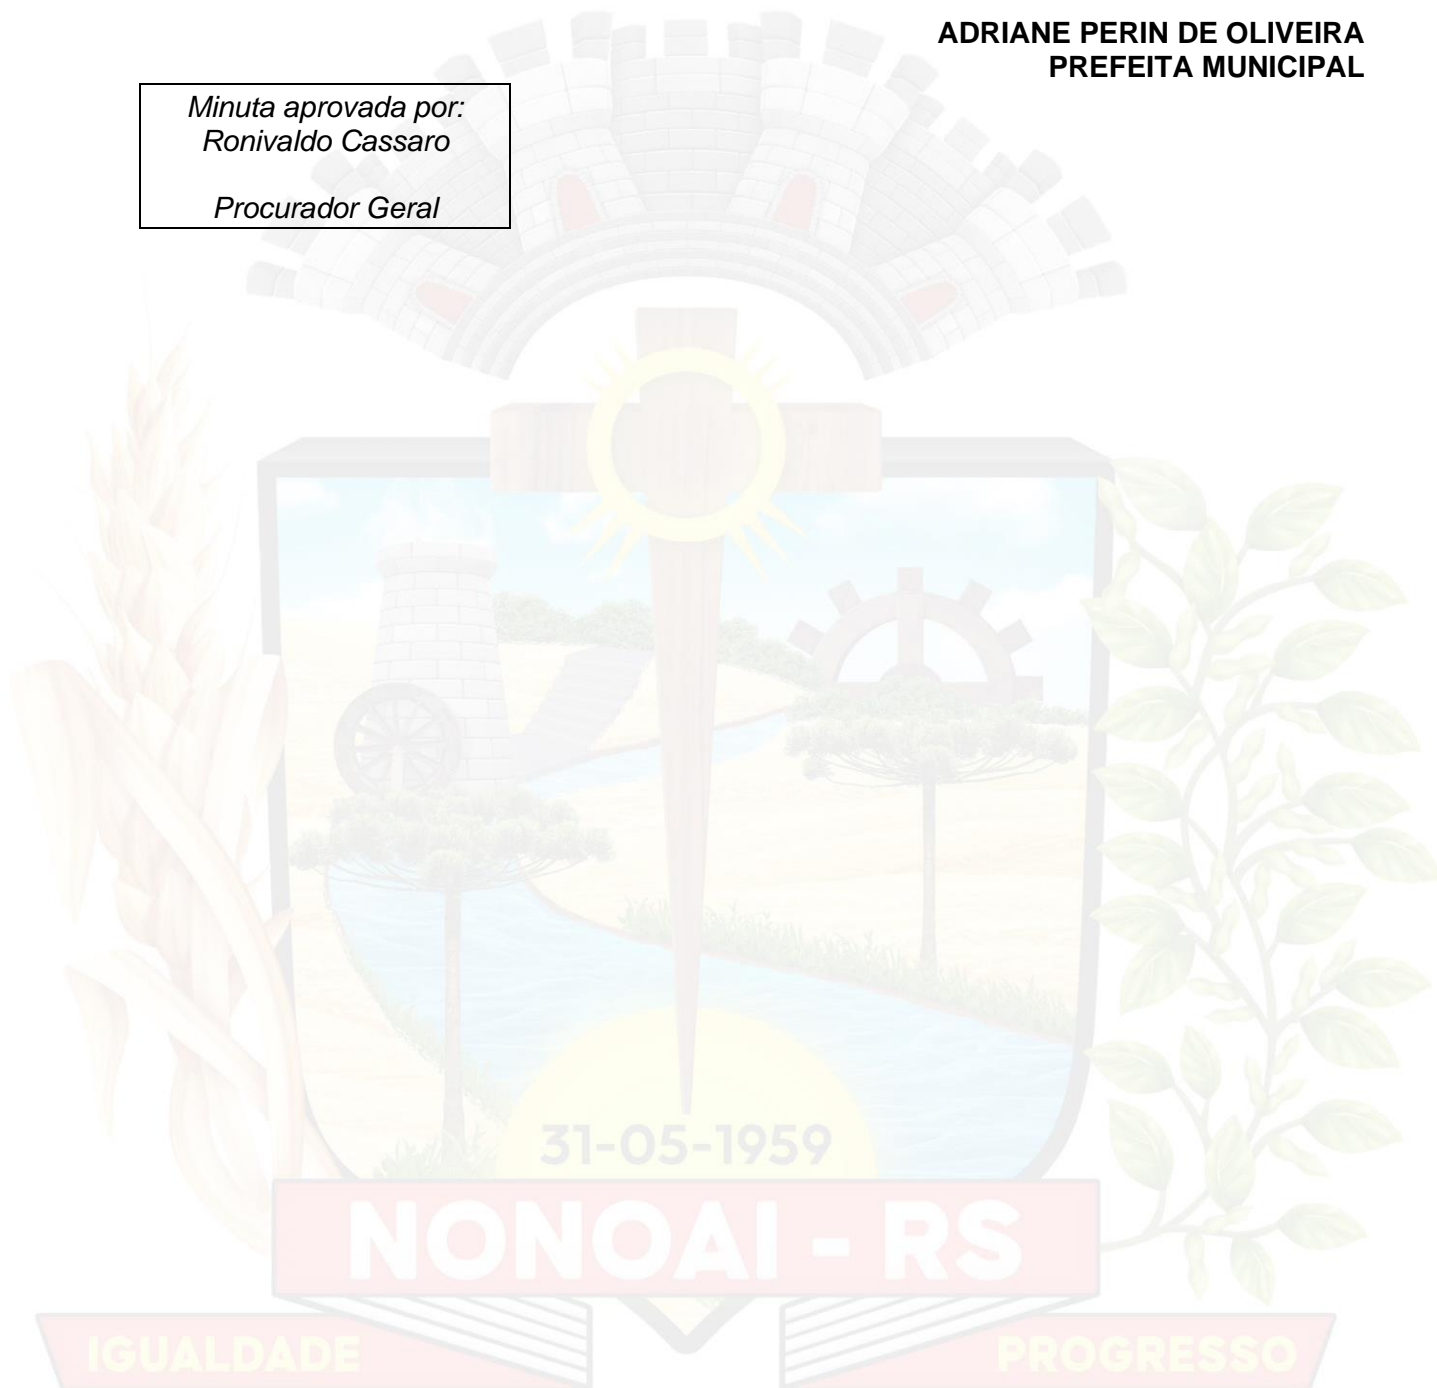 ADRIANE PERIN DE OLIVEIRA
PREFEITA MUNICIPAL
Minuta aprovada por:
Ronivaldo Cassaro
Procurador Geral
31-05-1959
NONOAI - RS
IGUALDADE
PROGRESSO